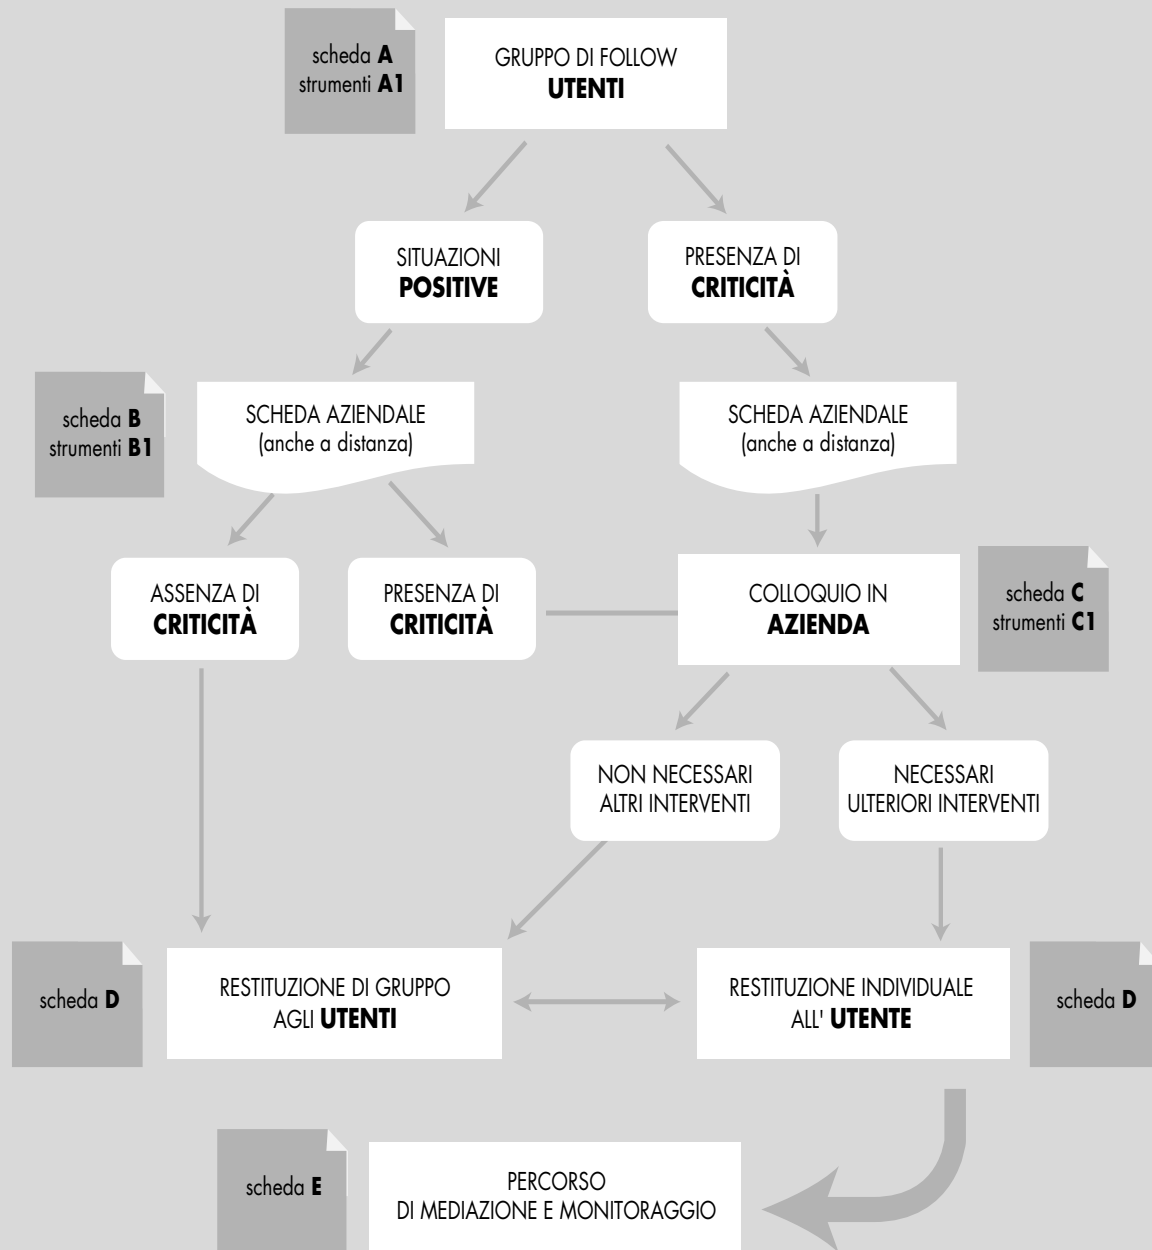 scheda A
strumenti A1
GRUPPO DI FOLLOW
UTENTI
SITUAZIONI
POSITIVE
PRESENZA DI
CRITICITÀ
scheda B
strumenti B1
SCHEDA AZIENDALE
(anche a distanza)
SCHEDA AZIENDALE
(anche a distanza)
ASSENZA DI
CRITICITÀ
PRESENZA DI
CRITICITÀ
COLLOQUIO IN
AZIENDA
scheda C
strumenti C1
NON NECESSARI
ALTRI INTERVENTI
NECESSARI
ULTERIORI INTERVENTI
scheda D
RESTITUZIONE DI GRUPPO
AGLI UTENTI
RESTITUZIONE INDIVIDUALE
ALL' UTENTE
scheda D
scheda E
PERCORSO
DI MEDIAZIONE E MONITORAGGIO